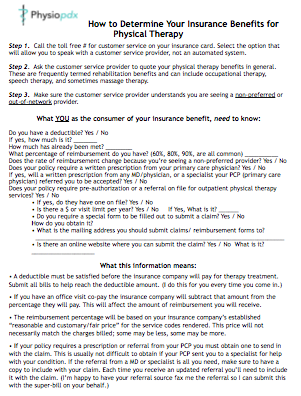 Physiopdx
How to Determine Your Insurance Benefits for
Physical Therapy
Step 1. Call the toll free # for customer service on your insurance card. Select the option that
will allow you to speak with a customer service provider, not an automated system.
Step 2. Ask the customer service provider to quote your physical therapy benefits in general.
These are frequently termed rehabilitation benefits and can include occupational therapy,
speech therapy, and sometimes massage therapy.
Step 3. Make sure the customer service provider understands you are seeing a non-preferred or
out-of-network provider.
What YOU as the consumer of your insurance benefit, need to know:
Do you have a deductible? Yes / No
If yes, how much is it? ______
How much has already been met? ______
What percentage of reimbursement do you have? (60%, 80%, 90%, are all common) ______
Does the rate of reimbursement change because you're seeing a non-preferred provider? Yes / No
Does your policy require a written prescription from your primary care physician? Yes / No
If yes, will a written prescription from any MD/physician, or a specialist your PCP (primary care
physician) referred you to be accepted? Yes / No
Does your policy require pre-authorization or a referral on file for outpatient physical therapy
services? Yes / No
• If yes, do they have one on file? Yes / No
• Is there a $ or visit limit per year? Yes / No If Yes, What is it? ______
• Do you require a special form to be filled out to submit a claim? Yes / No
How do you obtain it?
• What is the mailing address you should submit claims/ reimbursement forms to?
______
• Is there an online website where you can submit the claim? Yes / No What is it?
______
What this information means:
• A deductible must be satisfied before the insurance company will pay for therapy treatment.
Submit all bills to help reach the deductible amount. (I do this for you every time you come in.)
• If you have an office visit co-pay the insurance company will subtract that amount from the
percentage they will pay. This will affect the amount of reimbursement you will receive.
• The reimbursement percentage will be based on your insurance company's established
"reasonable and customary/fair price" for the service codes rendered. This price will not
necessarily match the charges billed; some may be less, some may be more.
• If your policy requires a prescription or referral from your PCP you must obtain one to send in
with the claim. This is usually not difficult to obtain if your PCP sent you to a specialist for help
with your condition. If the referral from a MD or specialist is all you need, make sure to have a
copy to include with your claim. Each time you receive an updated referral you'll need to include
it with the claim. (I'm happy to have your referral source fax me the referral so I can submit this
with the super-bill on your behalf.)